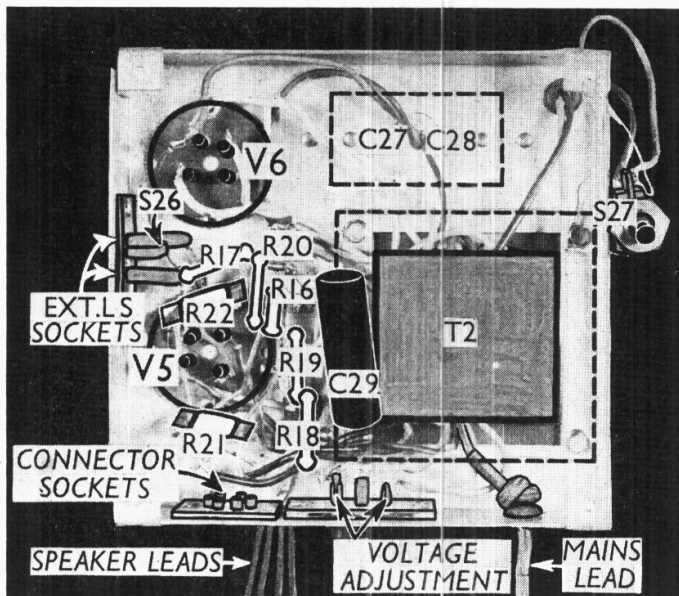 C27 C28
V6
S26
S27
R17
R20
EXT.LS
SOCKETS
R16
R22
T2
V5
R19
C29
R21
R18
CONNECTOR
SOCKETS
SPEAKER LEADS
VOLTAGE
ADJUSTMENT
MAINS
LEAD